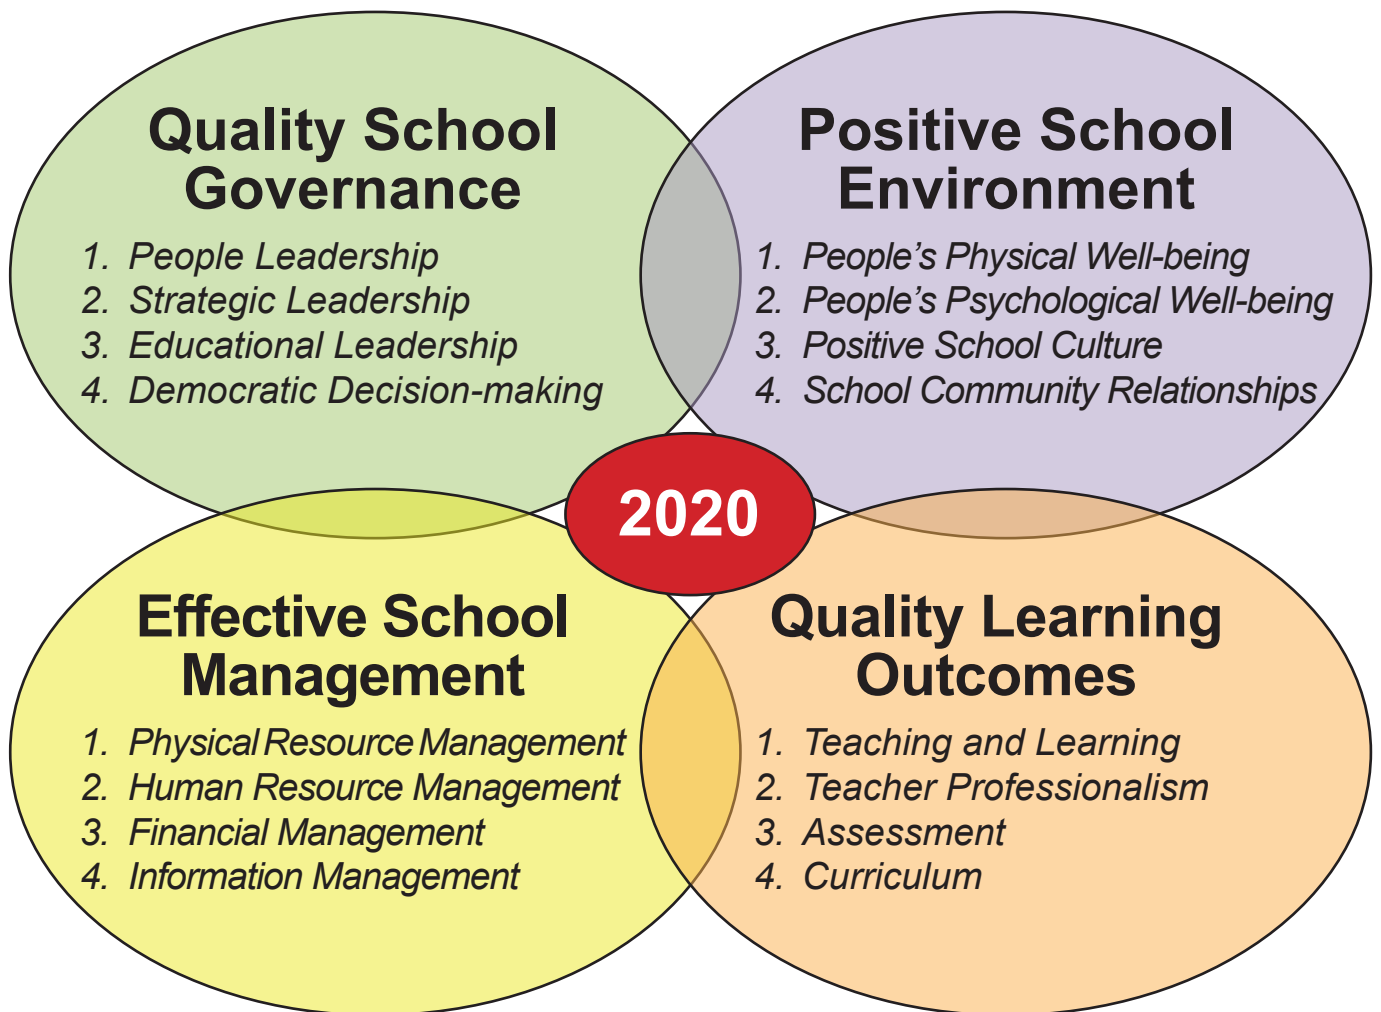 Quality School
Governance
1. People Leadership
2. Strategic Leadership
3. Educational Leadership
4. Democratic Decision-making
Positive School
Environment
1. People’s Physical Well-being
2. People’s Psychological Well-being
3. Positive School Culture
4. School Community Relationships
2020
Effective School
Management
1. Physical Resource Management
2. Human Resource Management
3. Financial Management
4. Information Management
Quality Learning
Outcomes
1. Teaching and Learning
2. Teacher Professionalism
3. Assessment
4. Curriculum